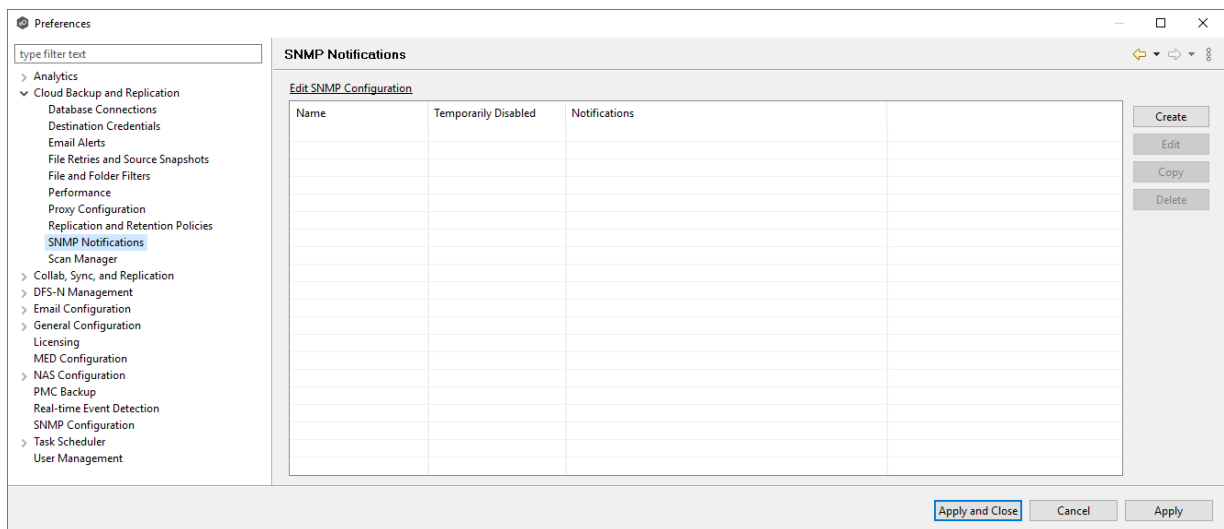 Preferences
type filter text
Analytics
Cloud Backup and Replication
Database Connections
Destination Credentials
Email Alerts
File Retries and Source Snapshots
File and Folder Filters
Performance
Proxy Configuration
Replication and Retention Policies
SNMP Notifications
Scan Manager
Collab, Sync, and Replication
DFS-N Management
Email Configuration
General Configuration
Licensing
MED Configuration
NAS Configuration
PMC Backup
Real-time Event Detection
SNMP Configuration
Task Scheduler
User Management
SNMP Notifications
Edit SNMP Configuration
Name Temporarily Disabled Notifications
Create
Edit
Copy
Delete
Apply and Close Cancel Apply